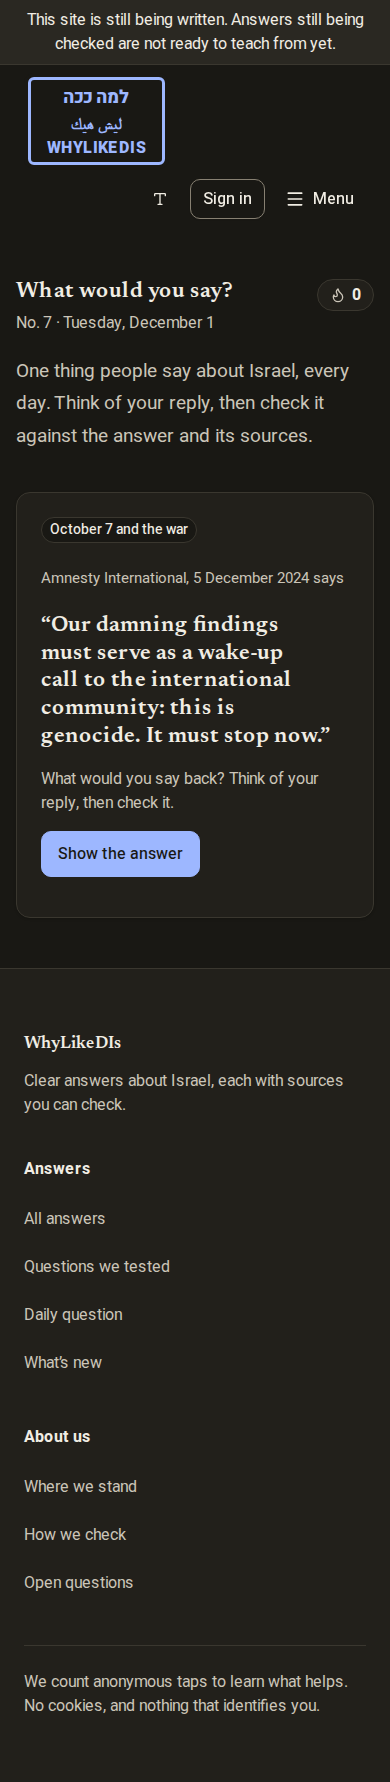 This site is still being written. Answers still being
checked are not ready to teach from yet.
למה ככה
ليش هيك
WHYLIKEDIS
T
Sign in
Menu
What would you say?
0
No. 7 · Tuesday, December 1
One thing people say about Israel, every
day. Think of your reply, then check it
against the answer and its sources.
October 7 and the war
Amnesty International, 5 December 2024 says
“Our damning findings
must serve as a wake-up
call to the international
community: this is
genocide. It must stop now.”
What would you say back? Think of your
reply, then check it.
Show the answer
WhyLikeDIs
Clear answers about Israel, each with sources
you can check.
Answers
All answers
Questions we tested
Daily question
What’s new
About us
Where we stand
How we check
Open questions
We count anonymous taps to learn what helps.
No cookies, and nothing that identifies you.